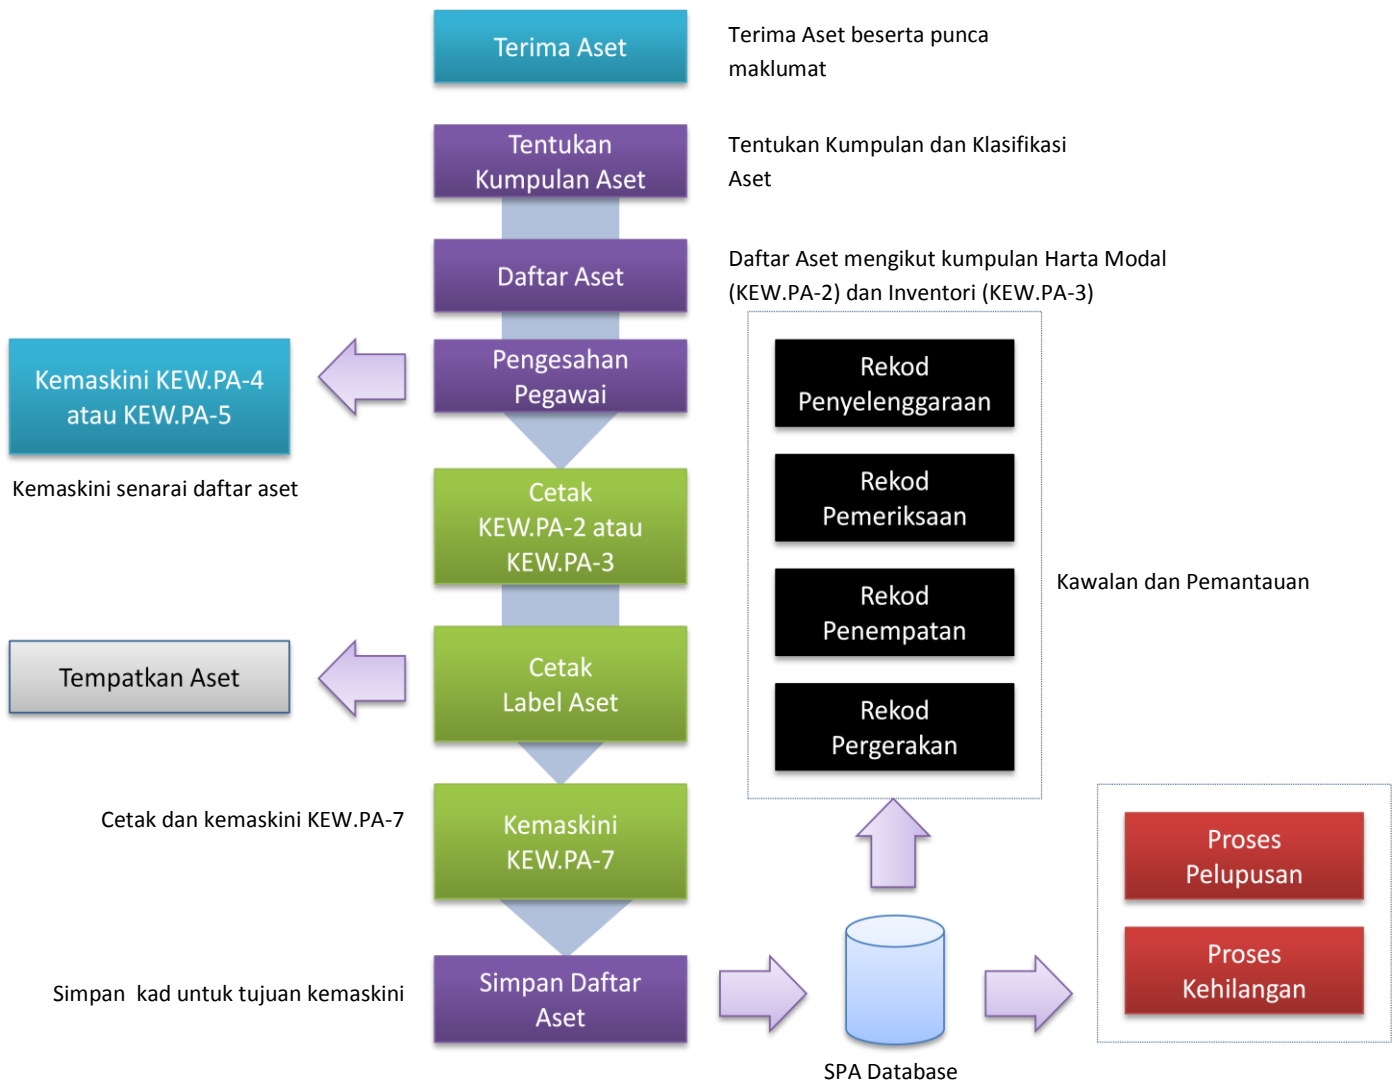 Terima Aset
Terima Aset beserta punca
maklumat
Tentukan
Kumpulan Aset
Tentukan Kumpulan dan Klasifikasi
Aset
Daftar Aset
Daftar Aset mengikut kumpulan Harta Modal
(KEW.PA-2) dan Inventori (KEW.PA-3)
Pengesahan
Pegawai
Kemaskini KEW.PA-4
atau KEW.PA-5
Kemaskini senarai daftar aset
Cetak
KEW.PA-2 atau
KEW.PA-3
Cetak
Label Aset
Tempatkan Aset
Kemaskini
KEW.PA-7
Cetak dan kemaskini KEW.PA-7
Simpan Daftar
Aset
Simpan  kad untuk tujuan kemaskini
SPA Database
Rekod
Penyelenggaraan
Rekod
Pemeriksaan
Rekod
Penempatan
Rekod
Pergerakan
Kawalan dan Pemantauan
Proses
Pelupusan
Proses
Kehilangan